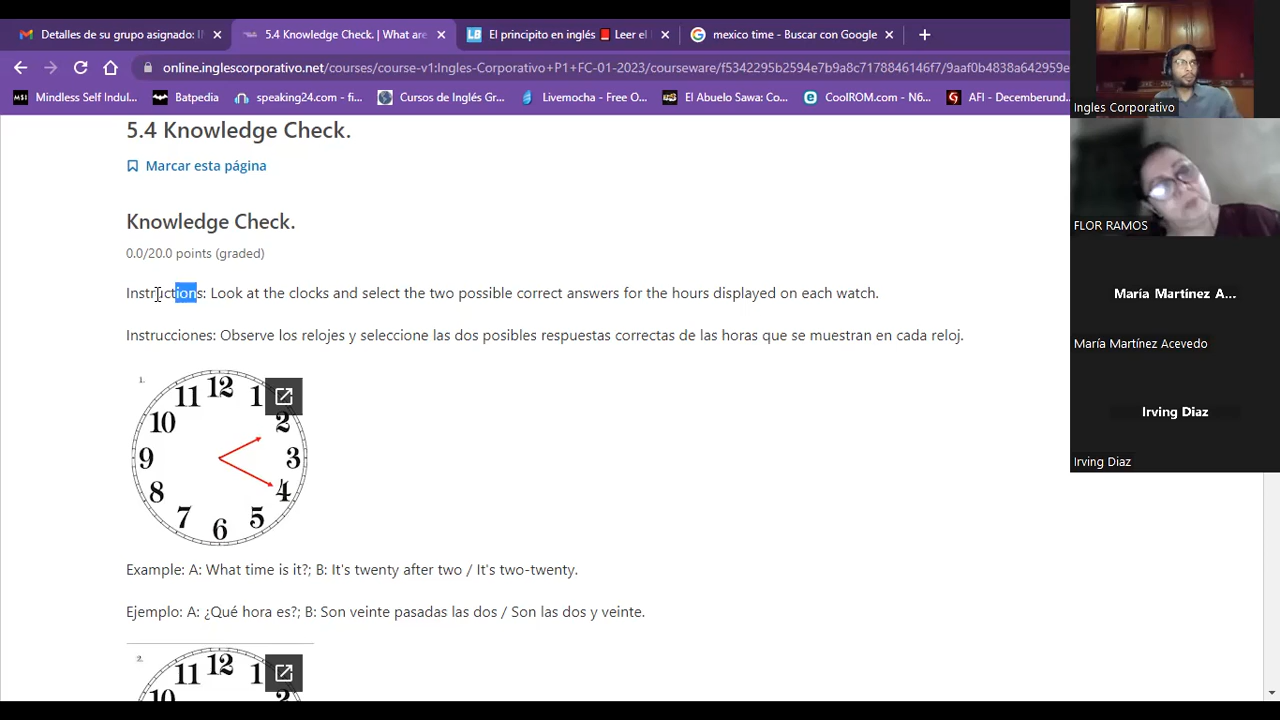 Detalles de su grupo asignado: I
5.4 Knowledge Check. | What are
El principito en inglés 📕 Leer el
mexico time - Buscar con Google
online.inglescorporativo.net/courses/course-v1:Ingles-Corporativo+P1+FC-01-2023/courseware/f5342295b2594e7b9a8c7178846146f7/9aaf0b4838a642959e
Mindless Self Indul...
Batpedia
speaking24.com - fi...
Cursos de Inglés Gr...
Livemocha - Free O...
El Abuelo Sawa: Co...
CoolROM.com - N6...
AFI - Decemberund...
Ingles Corporativo
FLOR RAMOS
María Martínez A...
María Martínez Acevedo
Irving Diaz
Irving Diaz
5.4 Knowledge Check.
Marcar esta página
Knowledge Check.
0.0/20.0 points (graded)
Instructions: Look at the clocks and select the two possible correct answers for the hours displayed on each watch.
Instrucciones: Observe los relojes y seleccione las dos posibles respuestas correctas de las horas que se muestran en cada reloj.
1.
12
11 1
10 2
9 3
8 4
7 5
6
Example: A: What time is it?; B: It's twenty after two / It's two-twenty.
Ejemplo: A: ¿Qué hora es?; B: Son veinte pasadas las dos / Son las dos y veinte.
2.
12
11 1
10 2